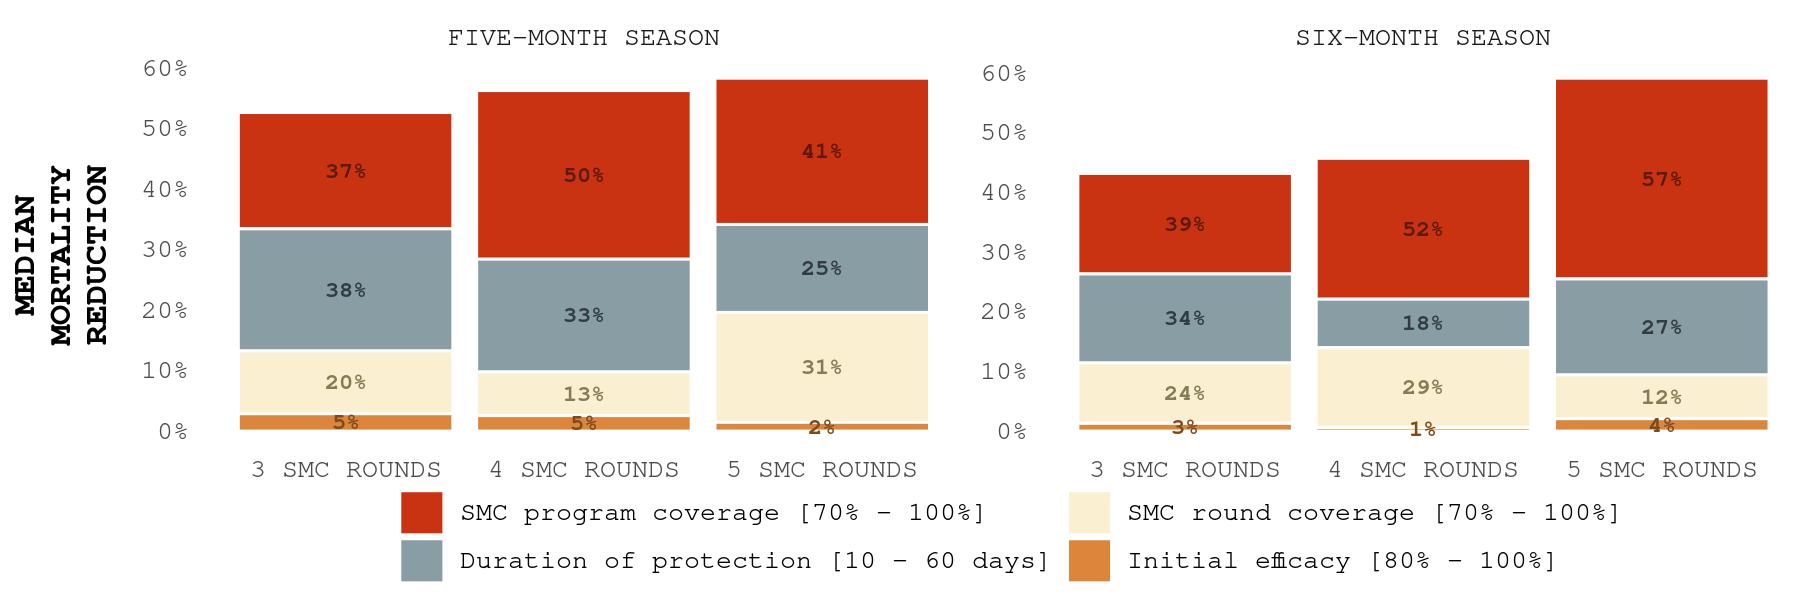 FIVE-MONTH SEASON
SIX-MONTH SEASON
MEDIAN
MORTALITY
REDUCTION
60%
50%
40%
30%
20%
10%
0%
37%
38%
20%
5%
50%
33%
13%
5%
41%
25%
31%
2%
3 SMC ROUNDS
4 SMC ROUNDS
5 SMC ROUNDS
60%
50%
40%
30%
20%
10%
0%
39%
34%
24%
3%
52%
18%
29%
1%
57%
27%
12%
4%
3 SMC ROUNDS
4 SMC ROUNDS
5 SMC ROUNDS
SMC program coverage [70% - 100%]
SMC round coverage [70% - 100%]
Duration of protection [10 - 60 days]
Initial efficacy [80% - 100%]